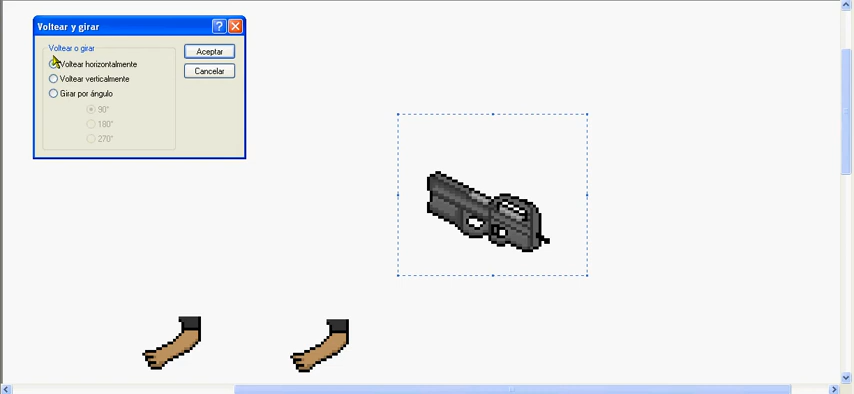 Voltear y girar
Voltear o girar
Voltear horizontalmente
Voltear verticalmente
Girar por ángulo
90°
180°
270°
Aceptar
Cancelar